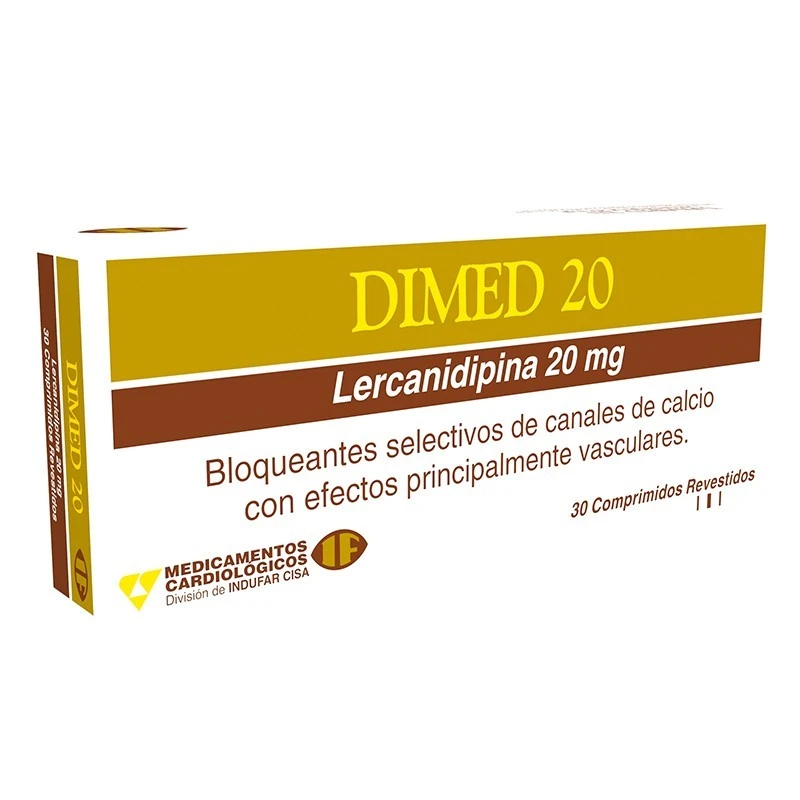 DIMED 20
Lercanidipina 20 mg
Bloqueantes selectivos de canales de calcio
con efectos principalmente vasculares.
30 Comprimidos Revestidos
MEDICAMENTOS
CARDIOLÓGICOS
División de INDUFAR CISA
IF
DIMED 20
Lercanidipina 20 mg
30 Comprimidos Revestidos